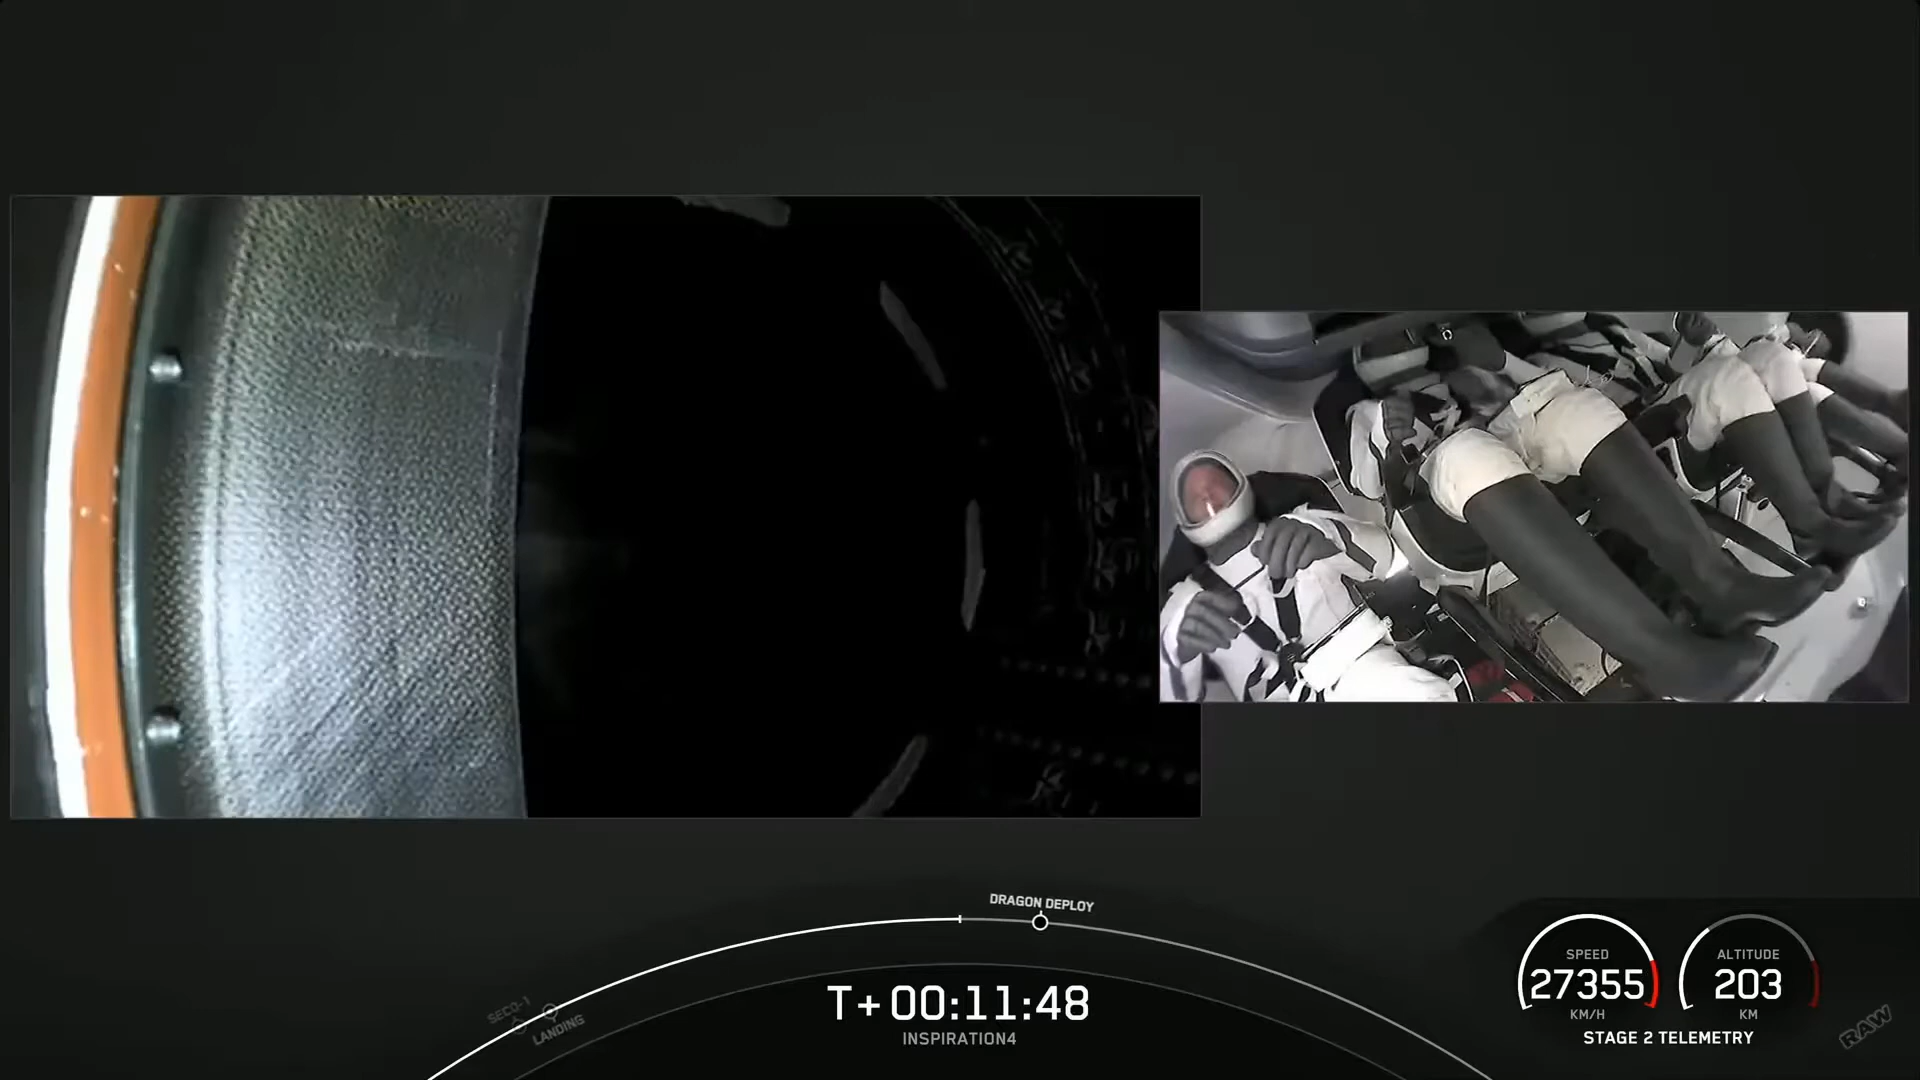 DRAGON DEPLOY
SECO-1
LANDING
T+00:11:48
INSPIRATION4
SPEED
27355
KM/H
ALTITUDE
203
KM
STAGE 2 TELEMETRY
RAW